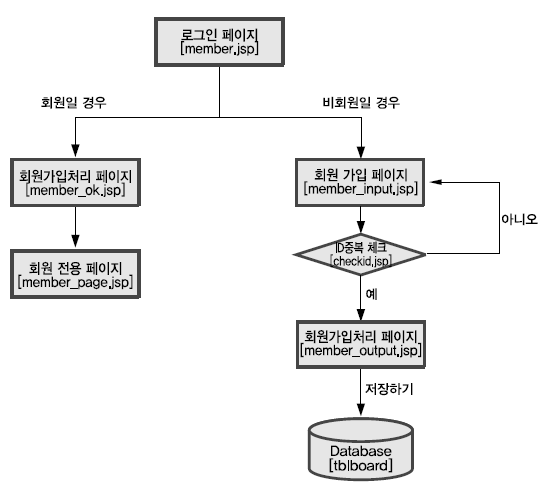 로그인 페이지
[member.jsp]
회원일 경우
비회원일 경우
회원가입처리 페이지
[member_ok.jsp]
회원 가입 페이지
[member_input.jsp]
아니오
회원 전용 페이지
[member_page.jsp]
ID중복 체크
[checkid.jsp]
예
회원가입처리 페이지
[member_output.jsp]
저장하기
Database
[tblboard]